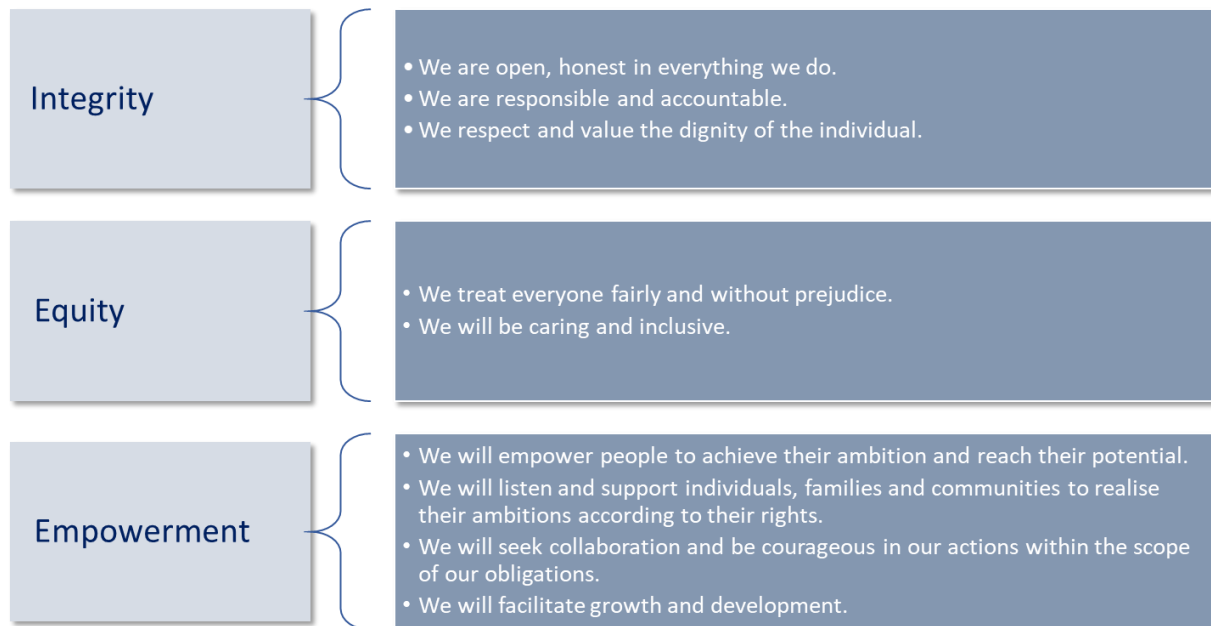 Integrity
• We are open, honest in everything we do.
• We are responsible and accountable.
• We respect and value the dignity of the individual.
Equity
• We treat everyone fairly and without prejudice.
• We will be caring and inclusive.
Empowerment
• We will empower people to achieve their ambition and reach their potential.
• We will listen and support individuals, families and communities to realise
their ambitions according to their rights.
• We will seek collaboration and be courageous in our actions within the scope
of our obligations.
• We will facilitate growth and development.